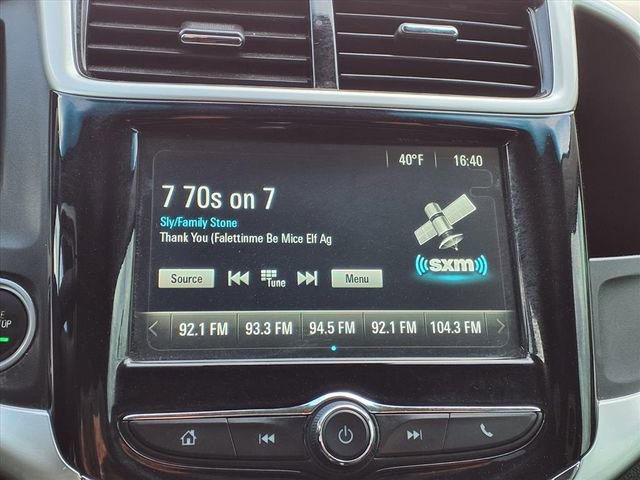 40°F 16:40
7 70s on 7
Sly/Family Stone
Thank You (Falettinme Be Mice Elf Ag
((sxm))
Source Tune Menu
92.1 FM 93.3 FM 94.5 FM 92.1 FM 104.3 FM